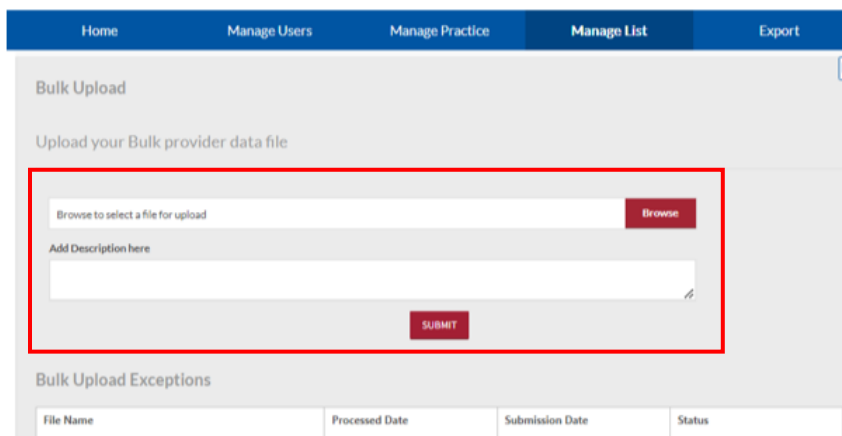 Home Manage Users Manage Practice Manage List Export
Bulk Upload
Upload your Bulk provider data file
Browse to select a file for upload Browse
Add Description here
SUBMIT
Bulk Upload Exceptions
File Name Processed Date Submission Date Status